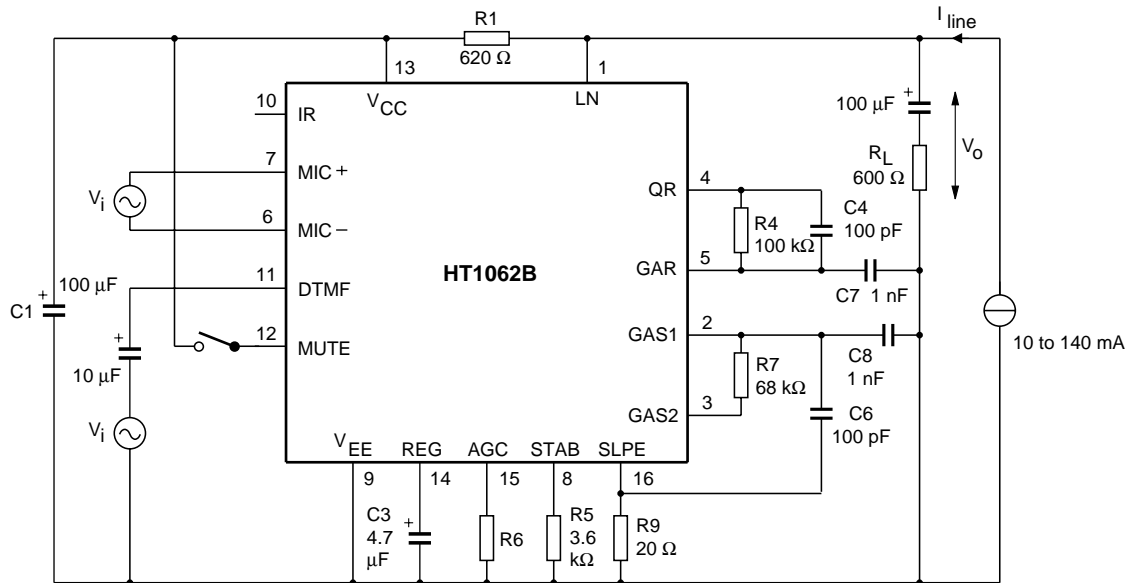 R1
620 Ω
I line
13
1
VCC
LN
10
IR
100 μF
+
Vo
RL
600 Ω
7
MIC+
Vi
6
MIC−
QR
4
R4
100 kΩ
C4
100 pF
HT1062B
GAR
5
C7 1 nF
11
DTMF
100 μF
+
C1
12
MUTE
+
10 μF
GAS1
2
C8
1 nF
10 to 140 mA
R7
68 kΩ
GAS2
3
C6
100 pF
Vi
VEE
REG
AGC
STAB
SLPE
9
14
15
8
16
C3
4.7
μF
+
R6
R5
3.6
kΩ
R9
20 Ω